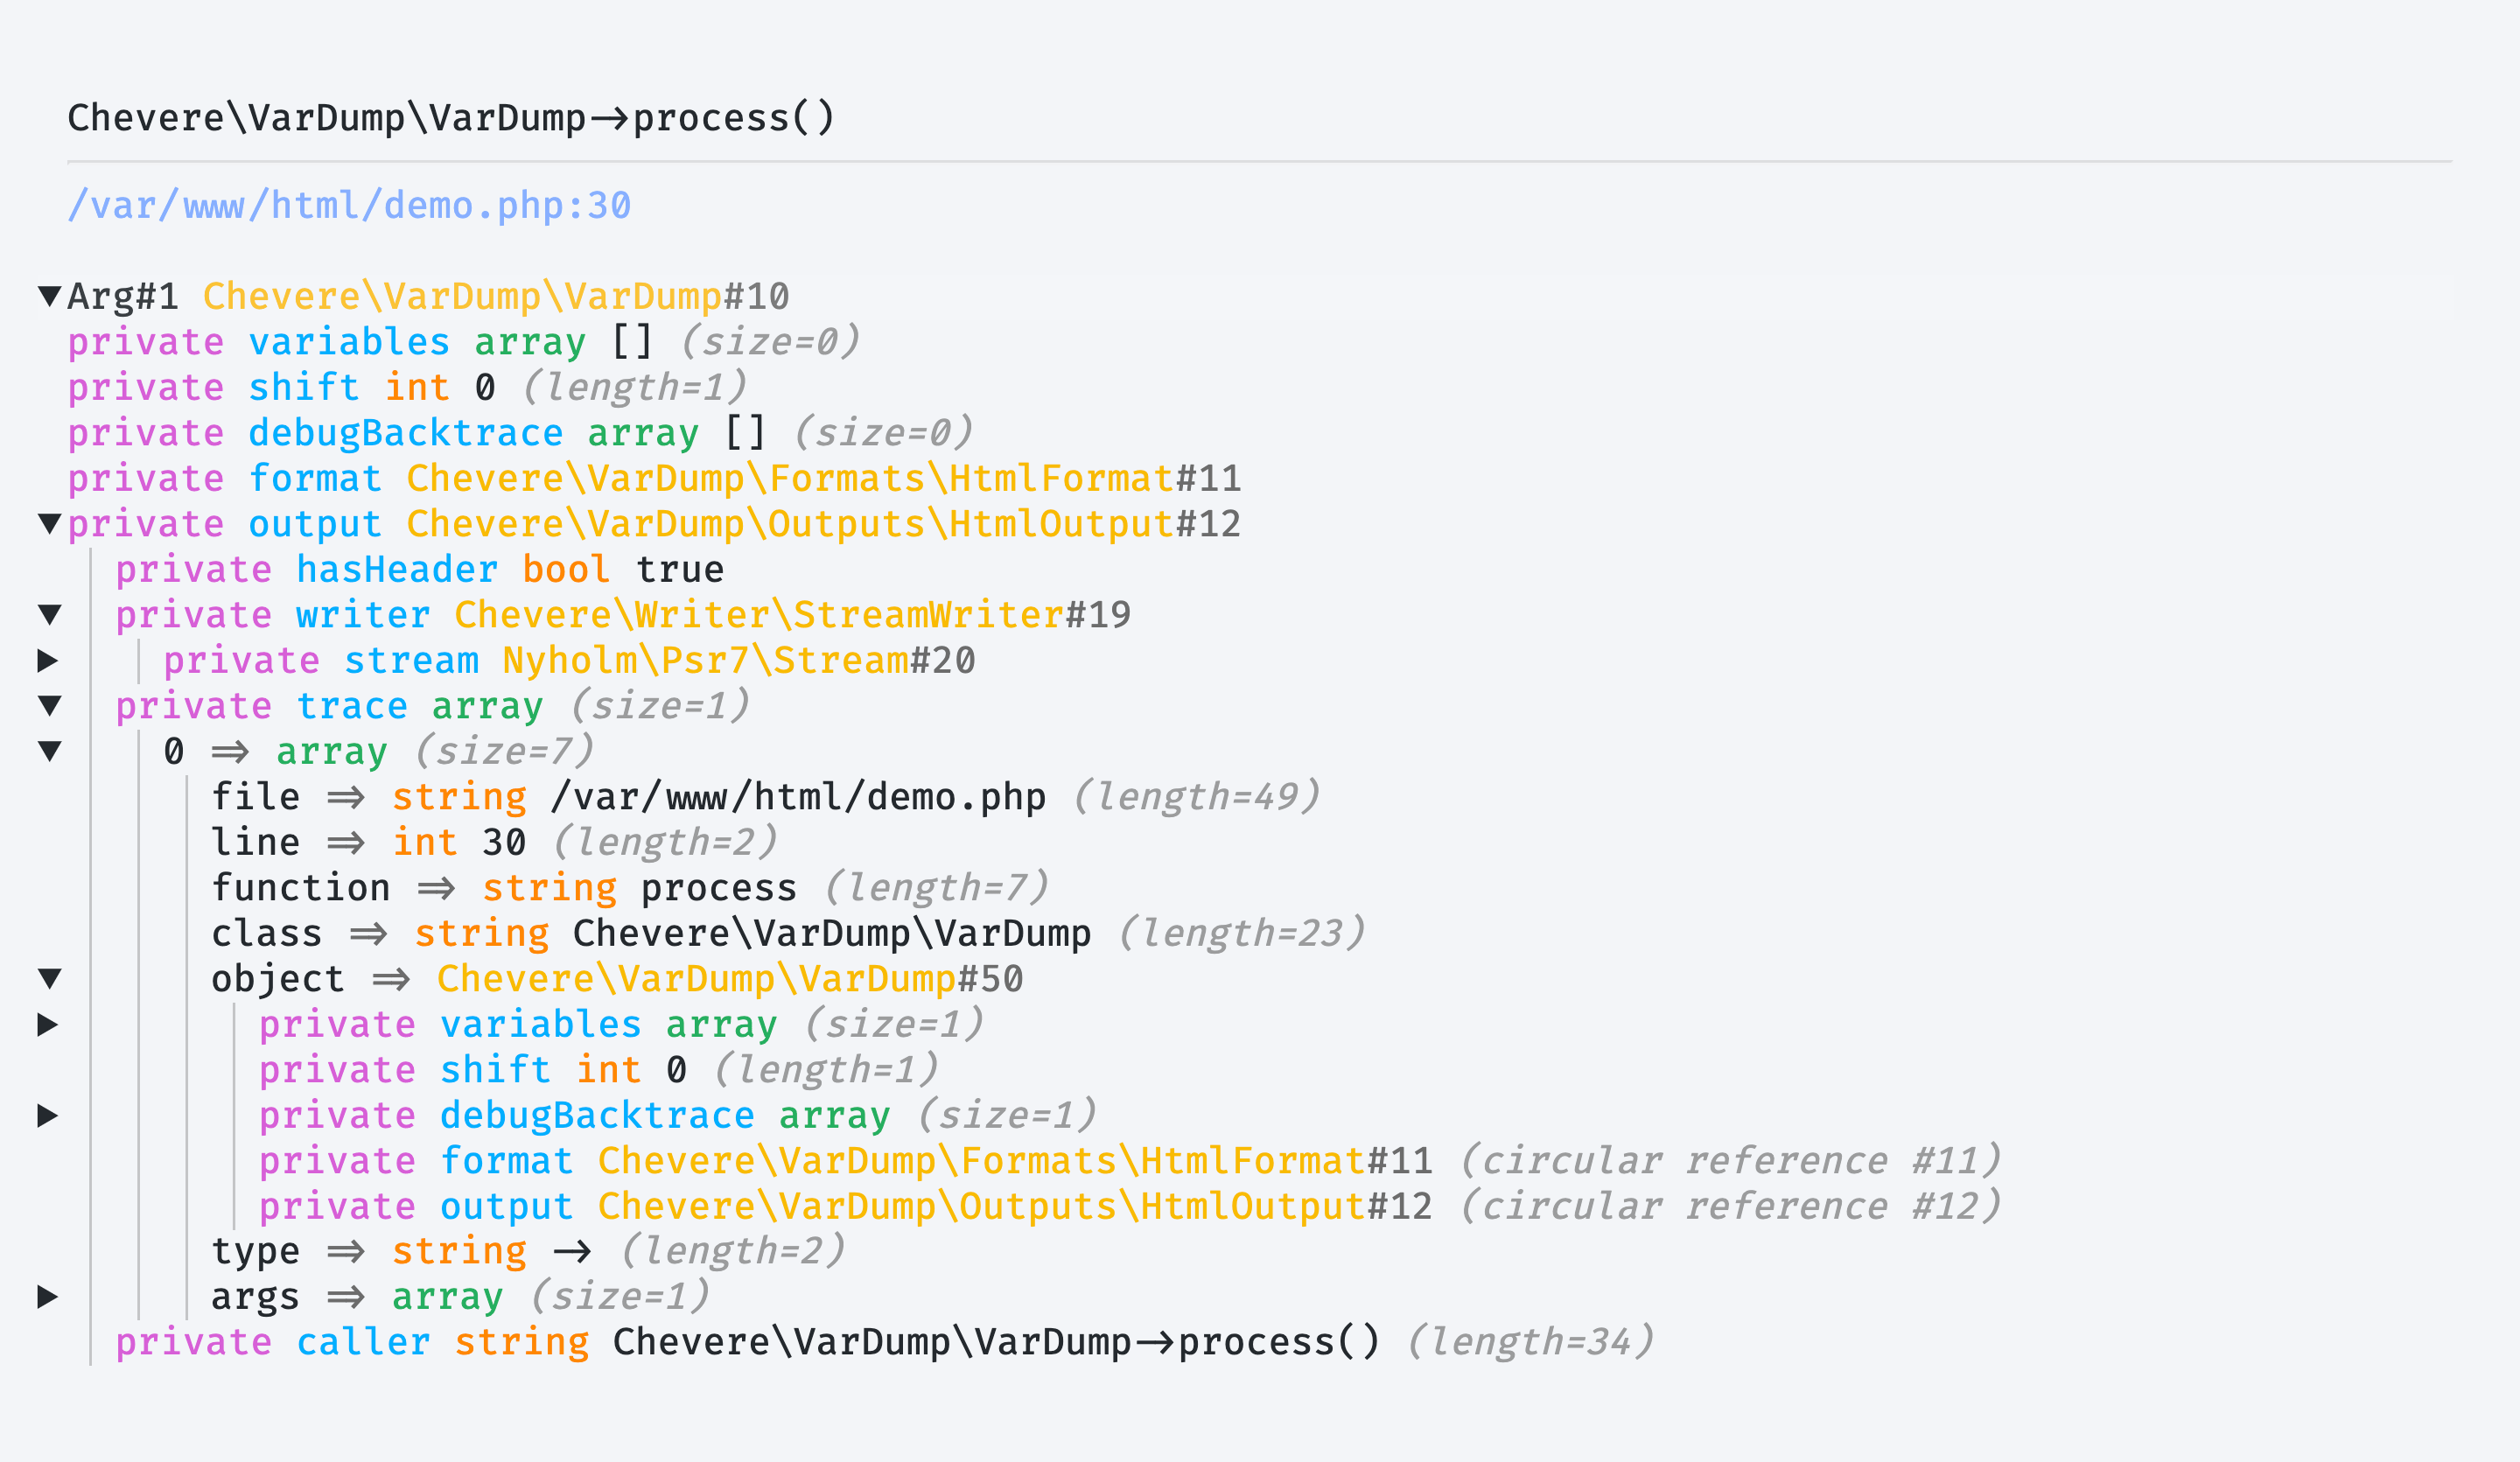 Chevere\VarDump\VarDump->process()
/var/www/html/demo.php:30
▼Arg#1 Chevere\VarDump\VarDump#10
private variables array [] (size=0)
private shift int 0 (length=1)
private debugBacktrace array [] (size=0)
private format Chevere\VarDump\Formats\HtmlFormat#11
▼private output Chevere\VarDump\Outputs\HtmlOutput#12
private hasHeader bool true
▼ private writer Chevere\Writer\StreamWriter#19
▶ private stream Nyholm\Psr7\Stream#20
▼ private trace array (size=1)
▼ 0 => array (size=7)
file => string /var/www/html/demo.php (length=49)
line => int 30 (length=2)
function => string process (length=7)
class => string Chevere\VarDump\VarDump (length=23)
▼ object => Chevere\VarDump\VarDump#50
▶ private variables array (size=1)
private shift int 0 (length=1)
▶ private debugBacktrace array (size=1)
private format Chevere\VarDump\Formats\HtmlFormat#11 (circular reference #11)
private output Chevere\VarDump\Outputs\HtmlOutput#12 (circular reference #12)
type => string -> (length=2)
▶ args => array (size=1)
private caller string Chevere\VarDump\VarDump->process() (length=34)